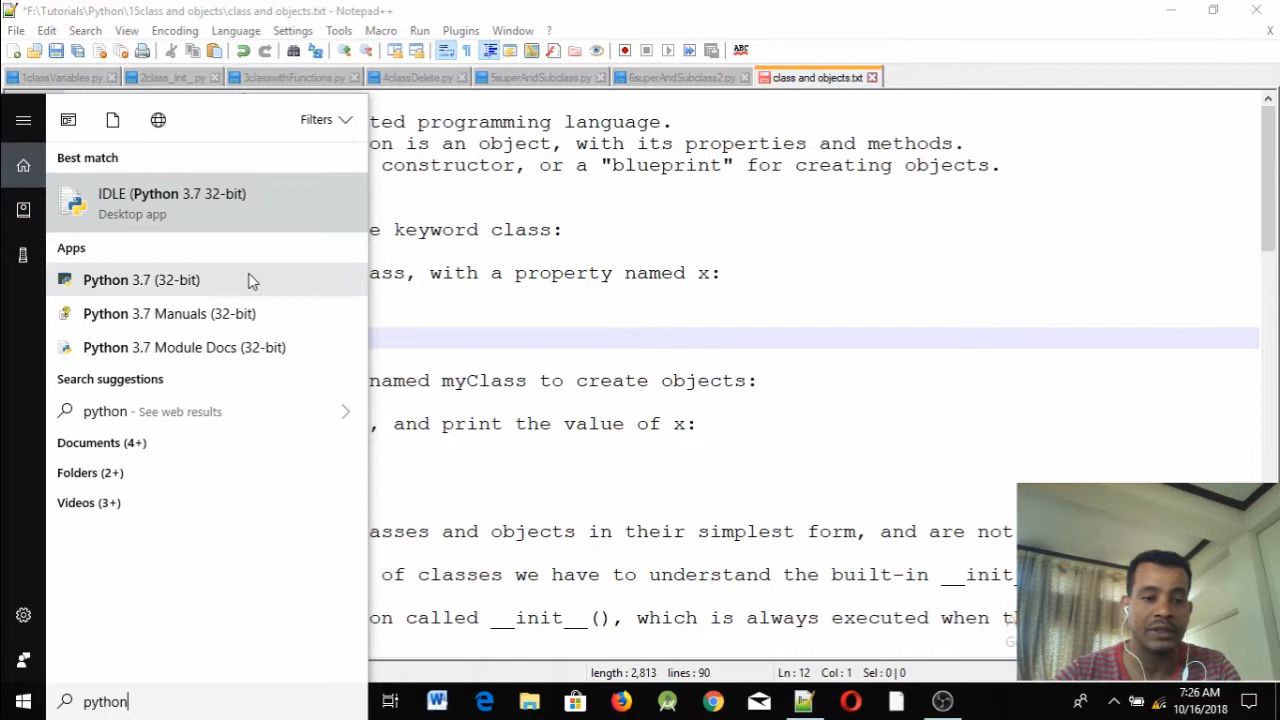 *F:\Tutorials\Python\15class and objects\class and objects.txt - Notepad++
File Edit Search View Encoding Language Settings Tools Macro Run Plugins Window ?
X
ABC
1classVariables.py 2class_init_.py 3classwithFunctions.py 4classDelete.py 5superAndSubclass.py 6superAndSubclass2.py class and objects.txt
Filters
Best match
IDLE (Python 3.7 32-bit)
Desktop app
Apps
Python 3.7 (32-bit)
Python 3.7 Manuals (32-bit)
Python 3.7 Module Docs (32-bit)
Search suggestions
python - See web results
Documents (4+)
Folders (2+)
Videos (3+)
python
ted programming language.
on is an object, with its properties and methods.
constructor, or a "blueprint" for creating objects.
e keyword class:
ass, with a property named x:
named myClass to create objects:
, and print the value of x:
asses and objects in their simplest form, and are not
of classes we have to understand the built-in __init_
on called __init__(), which is always executed when t
length : 2,813 lines : 90
Ln : 12 Col : 1 Sel : 0 | 0
7:26 AM
10/16/2018